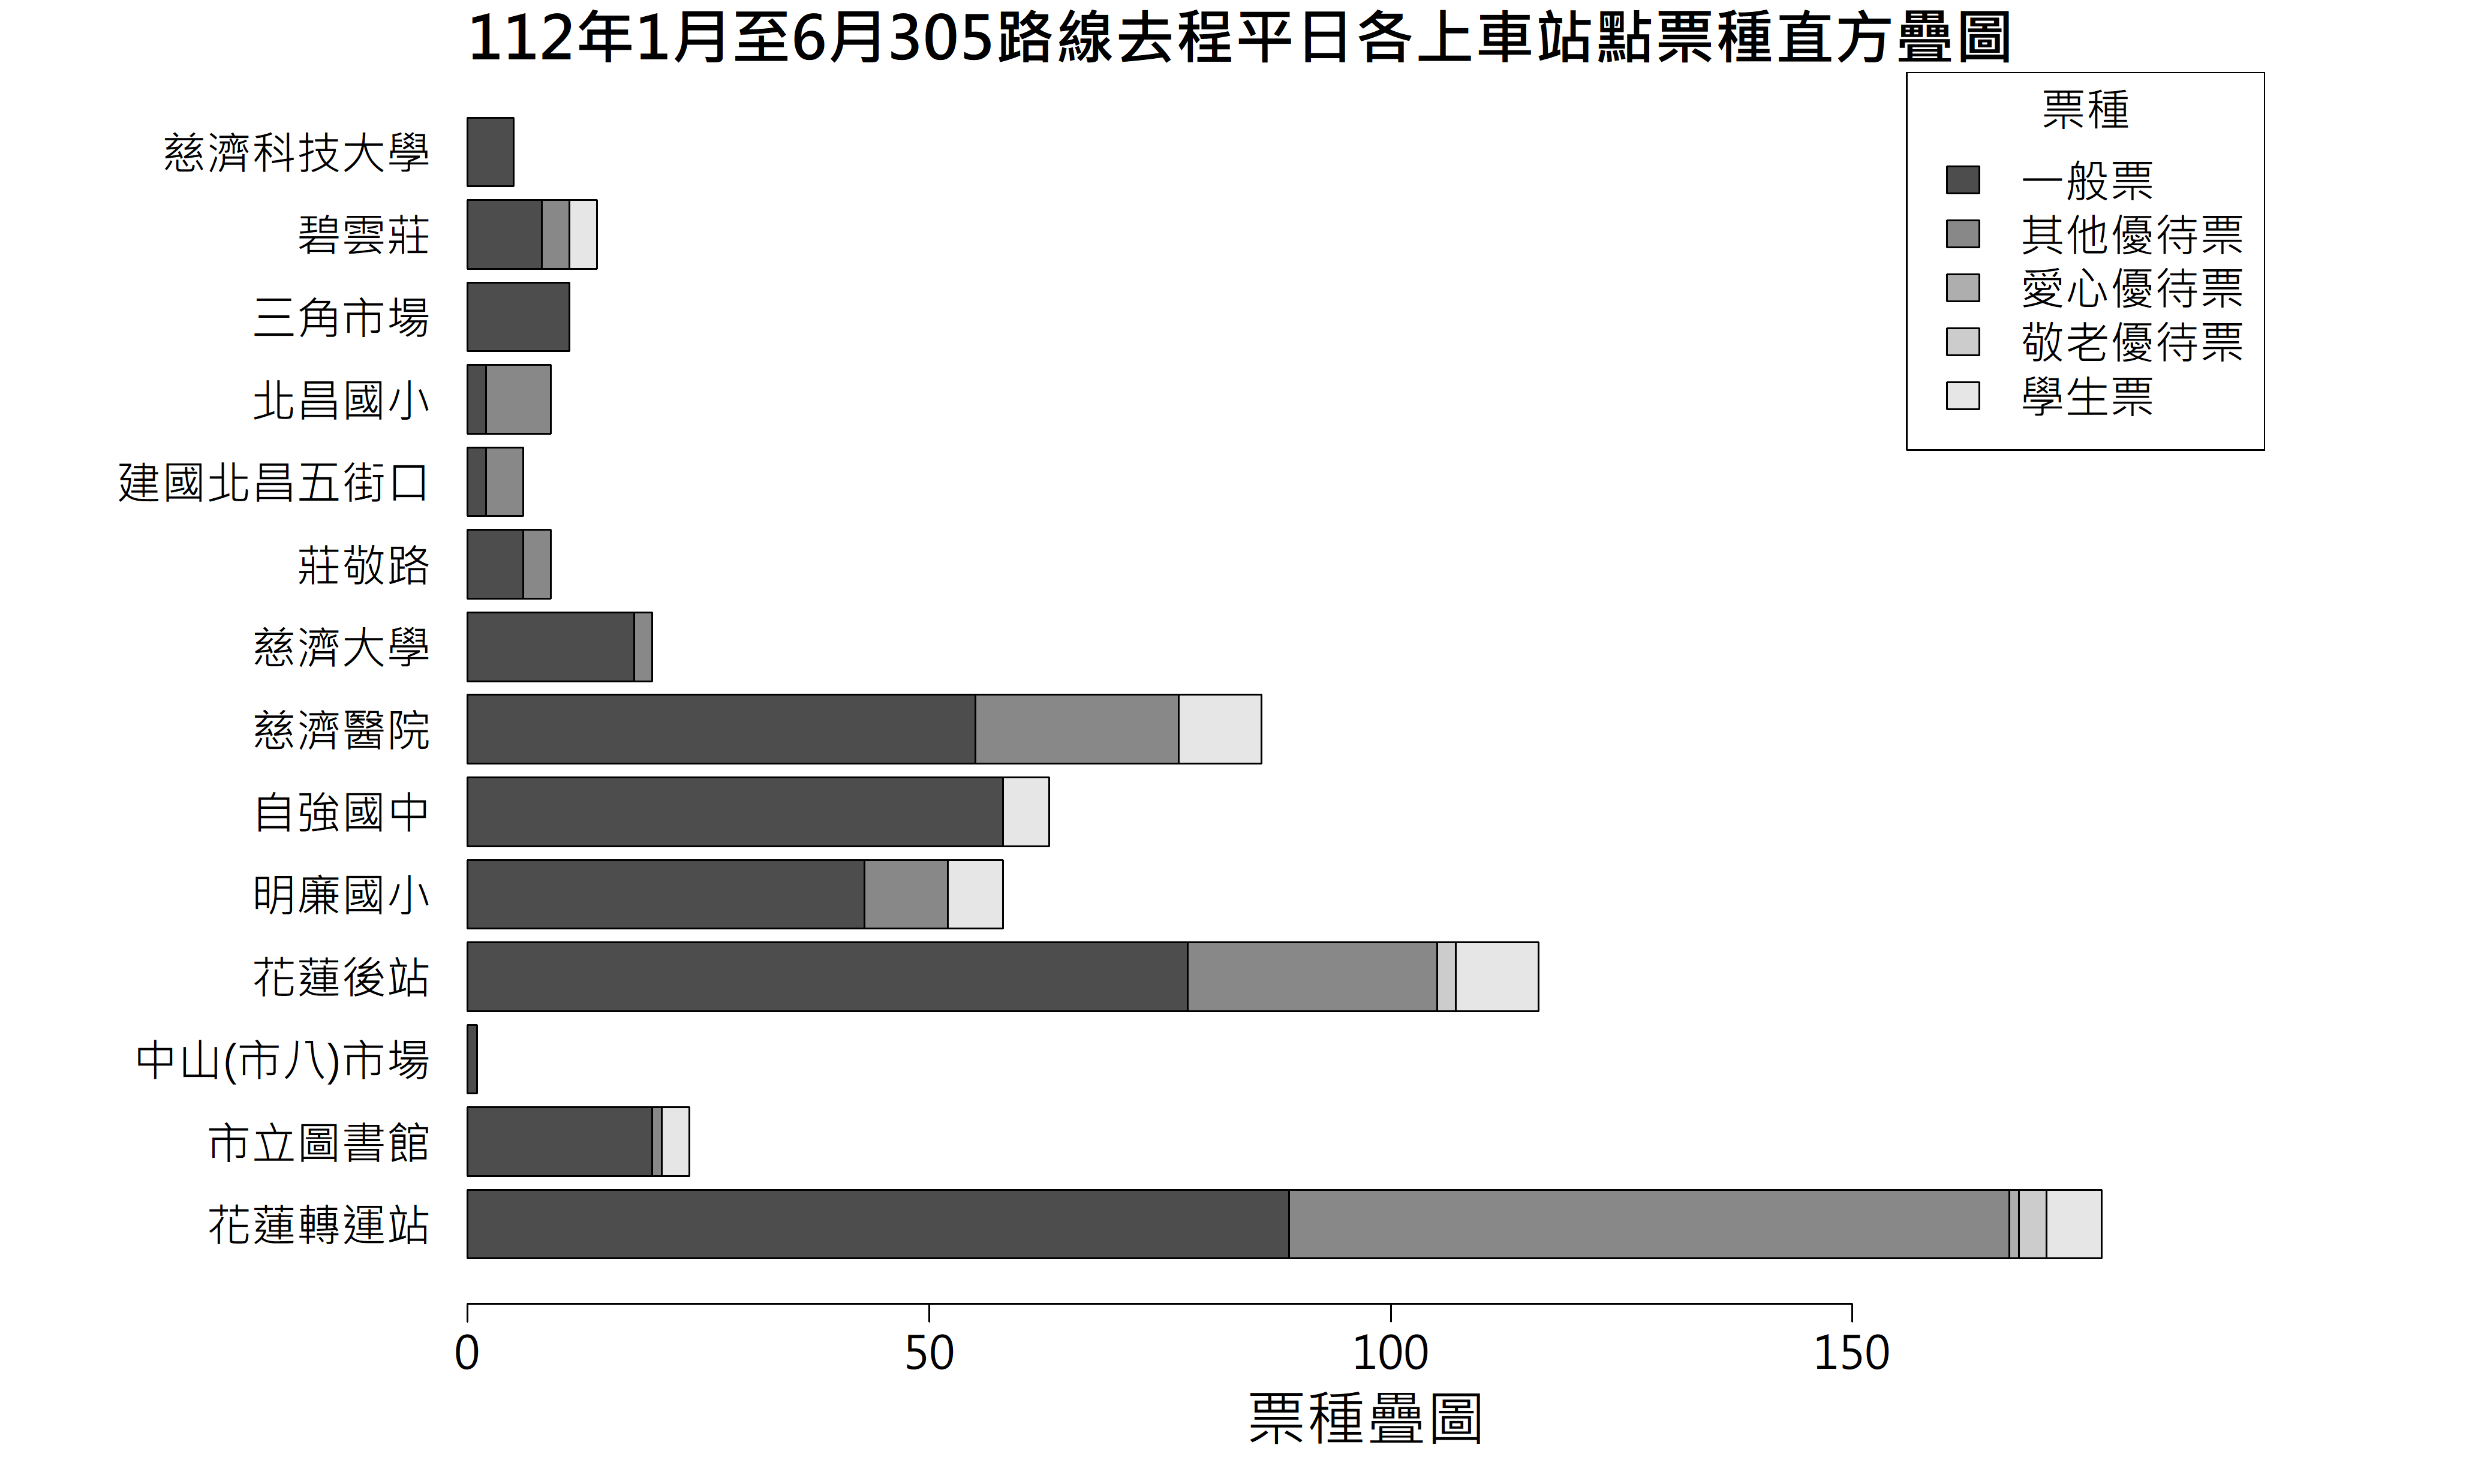 112年1月至6月305路線去程平日各上車站點票種直方疊圖
票種
一般票
其他優待票
愛心優待票
敬老優待票
學生票
慈濟科技大學
碧雲莊
三角市場
北昌國小
建國北昌五街口
莊敬路
慈濟大學
慈濟醫院
自強國中
明廉國小
花蓮後站
中山(市八)市場
市立圖書館
花蓮轉運站
0 50 100 150
票種疊圖